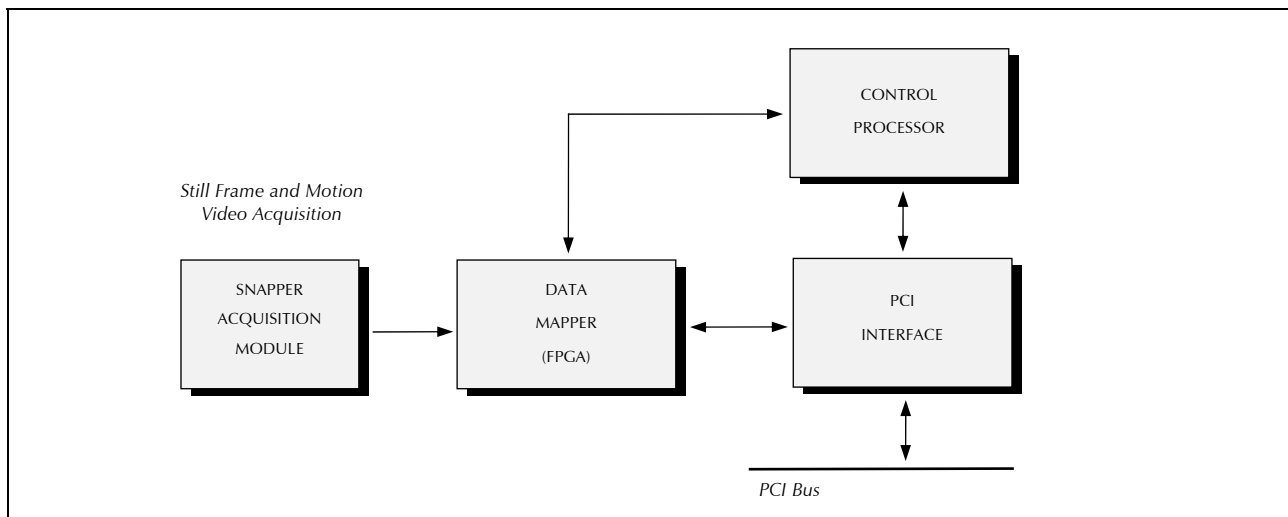 CONTROL
PROCESSOR
Still Frame and Motion
Video Acquisition
SNAPPER
ACQUISITION
MODULE
DATA
MAPPER
(FPGA)
PCI
INTERFACE
PCI Bus